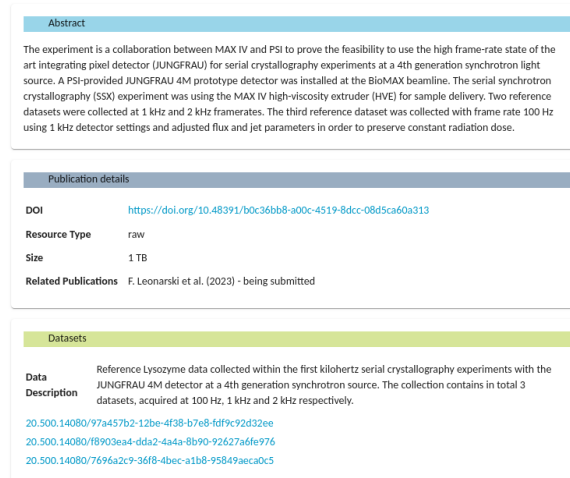 Abstract
The experiment is a collaboration between MAX IV and PSI to prove the feasibility to use the high frame-rate state of the
art integrating pixel detector (JUNGFRAU) for serial crystallography experiments at a 4th generation synchrotron light
source. A PSI-provided JUNGFRAU 4M prototype detector was installed at the BioMAX beamline. The serial synchrotron
crystallography (SSX) experiment was using the MAX IV high-viscosity extruder (HVE) for sample delivery. Two reference
datasets were collected at 1 kHz and 2 kHz framerates. The third reference dataset was collected with frame rate 100 Hz
using 1 kHz detector settings and adjusted flux and jet parameters in order to preserve constant radiation dose.
Publication details
DOI https://doi.org/10.48391/b0c36bb8-a00c-4519-8dcc-08d5ca60a313
Resource Type raw
Size 1 TB
Related Publications F. Leonarski et al. (2023) - being submitted
Datasets
Data Description
Reference Lysozyme data collected within the first kilohertz serial crystallography experiments with the
JUNGFRAU 4M detector at a 4th generation synchrotron source. The collection contains in total 3
datasets, acquired at 100 Hz, 1 kHz and 2 kHz respectively.
20.500.14080/97a457b2-12be-4f38-b7e8-fdf9c92d32ee
20.500.14080/f8903ea4-dda2-4a4a-8b90-92627a6fe976
20.500.14080/7696a2c9-36f8-4bec-a1b8-95849aeca0c5